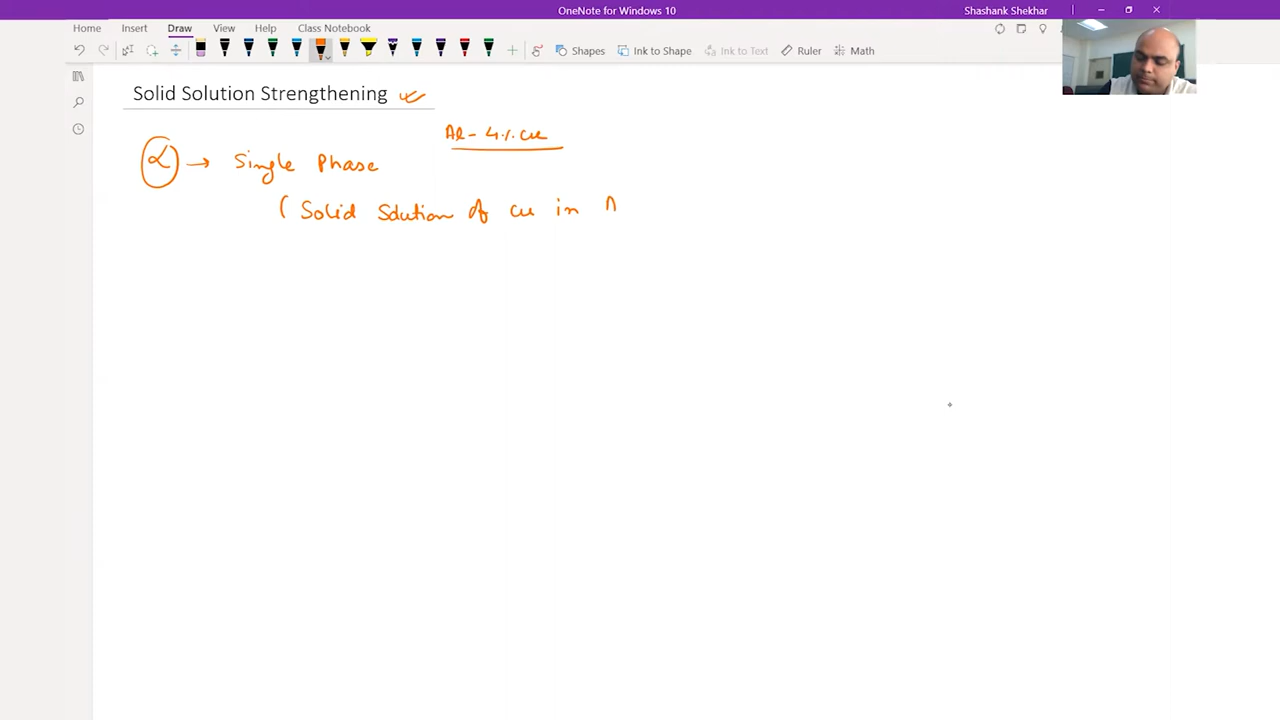 OneNote for Windows 10
Shashank Shekhar
Home Insert Draw View Help Class Notebook
Shapes Ink to Shape Ink to Text Ruler Math
Solid Solution Strengthening
Al - 4% Cu
α → Single Phase
( Solid Solution of Cu in A